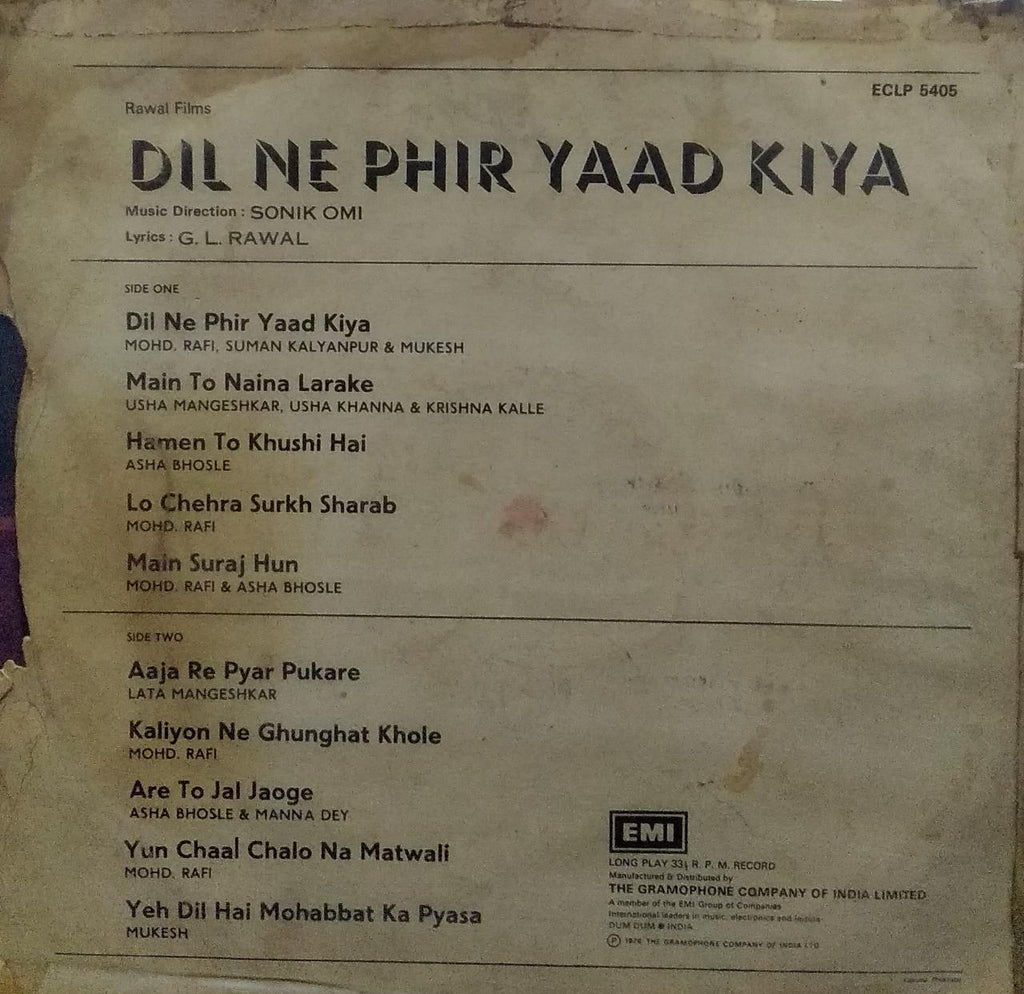 ECLP 5405
Rawal Films
DIL NE PHIR YAAD KIYA
Music Direction : SONIK OMI
Lyrics : G. L. RAWAL
SIDE ONE
Dil Ne Phir Yaad Kiya
MOHD. RAFI, SUMAN KALYANPUR & MUKESH
Main To Naina Larake
USHA MANGESHKAR, USHA KHANNA & KRISHNA KALLE
Hamen To Khushi Hai
ASHA BHOSLE
Lo Chehra Surkh Sharab
MOHD. RAFI
Main Suraj Hun
MOHD. RAFI & ASHA BHOSLE
SIDE TWO
Aaja Re Pyar Pukare
LATA MANGESHKAR
Kaliyon Ne Ghunghat Khole
MOHD. RAFI
Are To Jal Jaoge
ASHA BHOSLE & MANNA DEY
Yun Chaal Chalo Na Matwali
MOHD. RAFI
Yeh Dil Hai Mohabbat Ka Pyasa
MUKESH
EMI
LONG PLAY 33⅓ R. P. M. RECORD
Manufactured & Distributed by
THE GRAMOPHONE COMPANY OF INDIA LIMITED
A member of the EMI Group of Companies
International leaders in music, electronics and leisure
DUM DUM ● INDIA
Ⓟ 1976 THE GRAMOPHONE COMPANY OF INDIA LTD